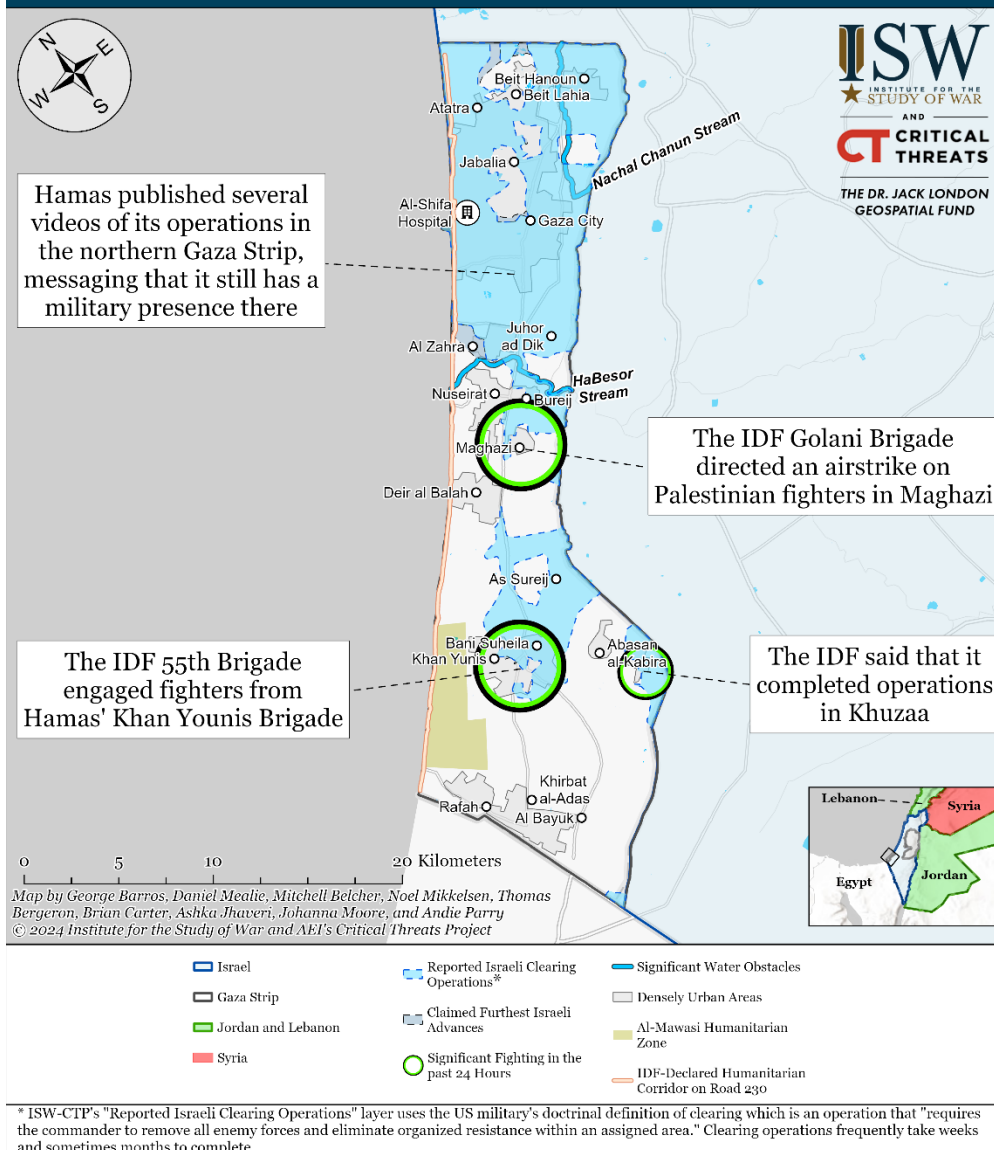 N
E
W
S
ISW
INSTITUTE FOR THE
STUDY OF WAR
AND
CT CRITICAL
THREATS
THE DR. JACK LONDON
GEOSPATIAL FUND
Beit Hanoun
Beit Lahia
Atatra
Nachal Chanun Stream
Jabalia
Hamas published several
videos of its operations in
the northern Gaza Strip,
messaging that it still has a
military presence there
Al-Shifa
Hospital
Gaza City
Juhor
ad Dik
Al Zahra
HaBesor
Stream
Nuseirat
Bureij
Maghazi
The IDF Golani Brigade
directed an airstrike on
Palestinian fighters in Maghazi
Deir al Balah
As Sureij
Bani Suheila
Khan Yunis
Abasan
al-Kabira
The IDF 55th Brigade
engaged fighters from
Hamas' Khan Younis Brigade
The IDF said that it
completed operations
in Khuzaa
Khirbat
al-Adas
Rafah
Al Bayuk
Lebanon
Syria
Jordan
Egypt
0 5 10 20 Kilometers
Map by George Barros, Daniel Mealie, Mitchell Belcher, Noel Mikkelsen, Thomas
Bergeron, Brian Carter, Ashka Jhaveri, Johanna Moore, and Andie Parry
© 2024 Institute for the Study of War and AEI's Critical Threats Project
Israel
Gaza Strip
Jordan and Lebanon
Syria
Reported Israeli Clearing
Operations*
Claimed Furthest Israeli
Advances
Significant Fighting in the
past 24 Hours
Significant Water Obstacles
Densely Urban Areas
Al-Mawasi Humanitarian
Zone
IDF-Declared Humanitarian
Corridor on Road 230
* ISW-CTP's "Reported Israeli Clearing Operations" layer uses the US military's doctrinal definition of clearing which is an operation that "requires
the commander to remove all enemy forces and eliminate organized resistance within an assigned area." Clearing operations frequently take weeks
and sometimes months to complete.